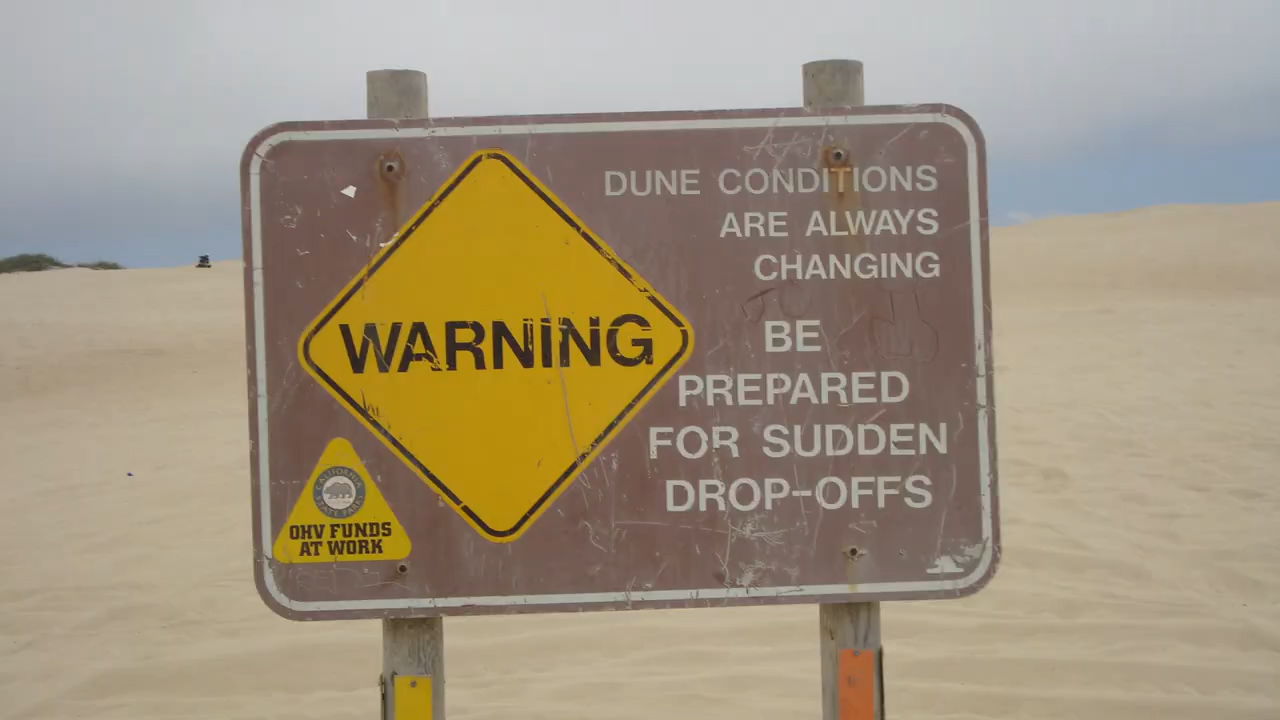 WARNING
DUNE CONDITIONS
ARE ALWAYS
CHANGING
BE
PREPARED
FOR SUDDEN
DROP-OFFS
CALIFORNIA
STATE PARKS
OHV FUNDS
AT WORK